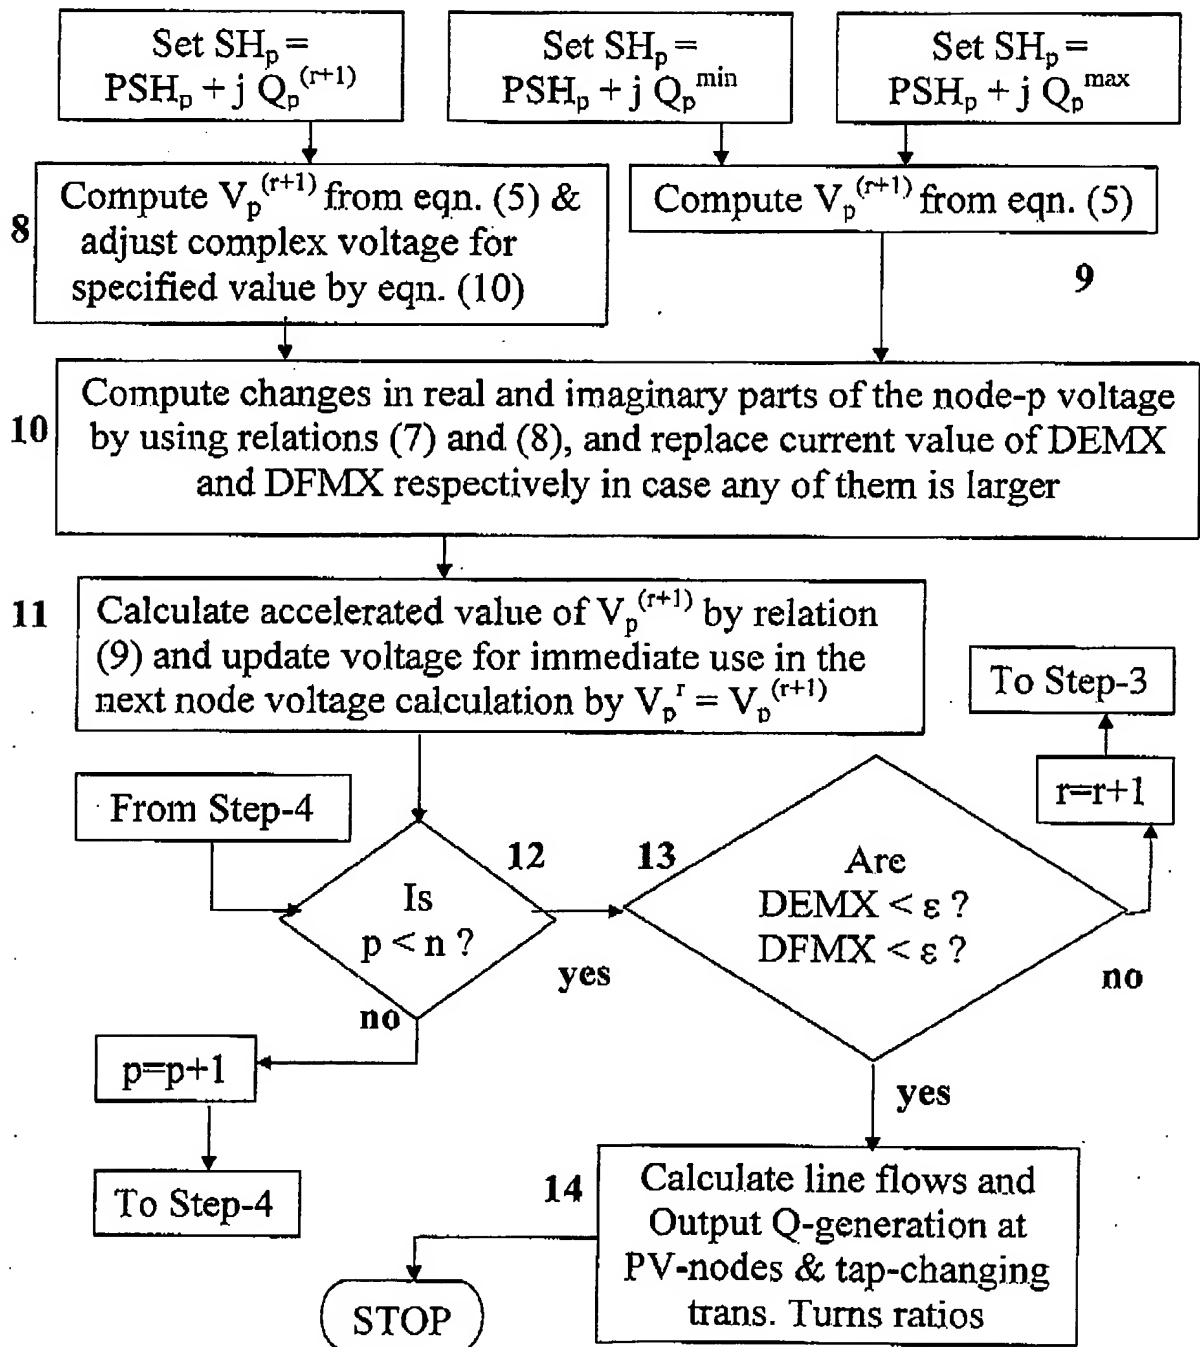 Set SHₚ =
PSHₚ + j Qₚ⁽ʳ⁺¹⁾
Set SHₚ =
PSHₚ + j Qₚᵐⁱⁿ
Set SHₚ =
PSHₚ + j Qₚᵐᵃˣ
8
Compute Vₚ⁽ʳ⁺¹⁾ from eqn. (5) &
adjust complex voltage for
specified value by eqn. (10)
Compute Vₚ⁽ʳ⁺¹⁾ from eqn. (5)
9
10
Compute changes in real and imaginary parts of the node-p voltage
by using relations (7) and (8), and replace current value of DEMX
and DFMX respectively in case any of them is larger
11
Calculate accelerated value of Vₚ⁽ʳ⁺¹⁾ by relation
(9) and update voltage for immediate use in the
next node voltage calculation by Vₚʳ = Vₚ⁽ʳ⁺¹⁾
To Step-3
r=r+1
From Step-4
12
Is
p < n ?
yes
no
13
Are
DEMX < ε ?
DFMX < ε ?
no
yes
p=p+1
To Step-4
14
Calculate line flows and
Output Q-generation at
PV-nodes & tap-changing
trans. Turns ratios
STOP